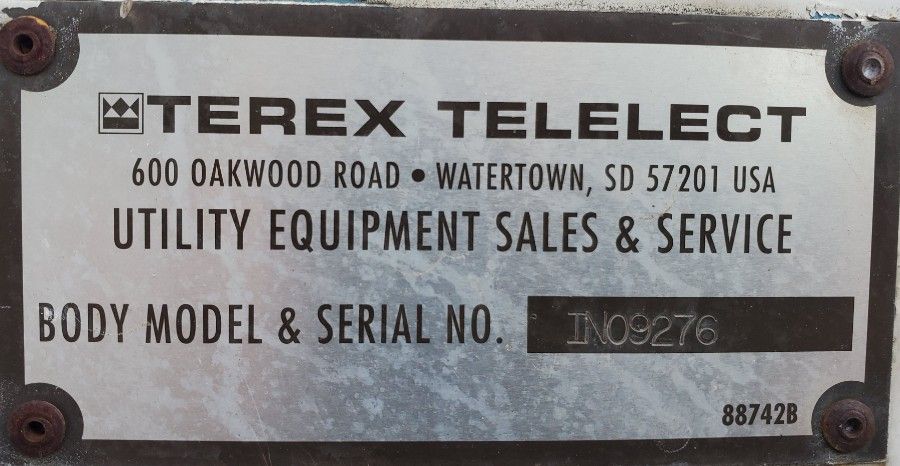 TEREX TELELECT
600 OAKWOOD ROAD • WATERTOWN, SD 57201 USA
UTILITY EQUIPMENT SALES & SERVICE
BODY MODEL & SERIAL NO. IN09276
88742B